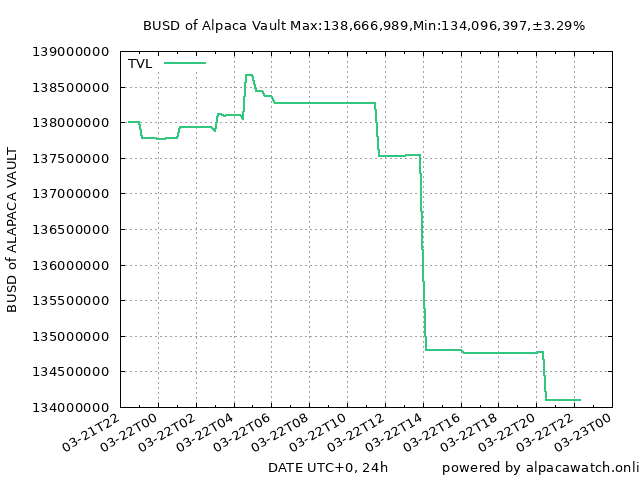 BUSD of Alpaca Vault Max:138,666,989,Min:134,096,397,±3.29%
TVL
139000000
138500000
138000000
137500000
137000000
136500000
136000000
135500000
135000000
134500000
134000000
BUSD of ALAPACA VAULT
03-21T22
03-22T00
03-22T02
03-22T04
03-22T06
03-22T08
03-22T10
03-22T12
03-22T14
03-22T16
03-22T18
03-22T20
03-22T22
03-23T00
DATE UTC+0, 24h
powered by alpacawatch.onli